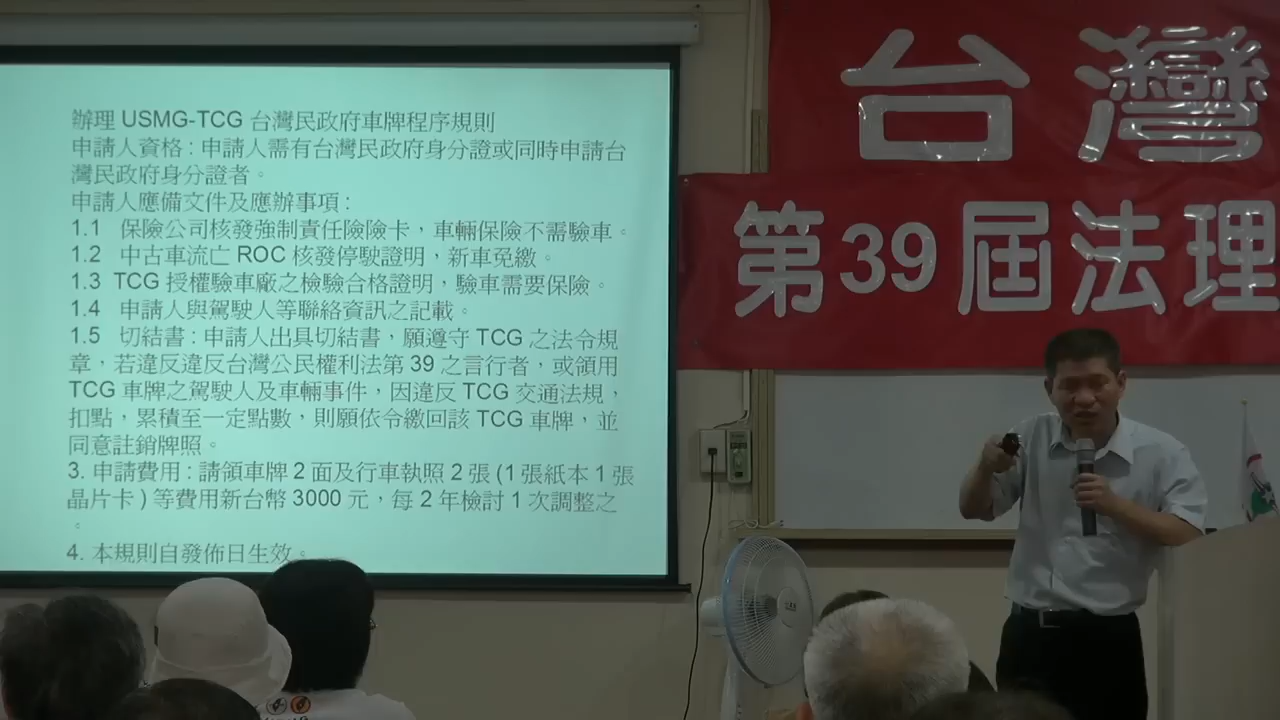 辦理 USMG-TCG 台灣民政府車牌程序規則
申請人資格 : 申請人需有台灣民政府身分證或同時申請台
灣民政府身分證者。
申請人應備文件及應辦事項 :
1.1 保險公司核發強制責任險險卡，車輛保險不需驗車。
1.2 中古車流亡 ROC 核發停駛證明，新車免繳。
1.3 TCG 授權驗車廠之檢驗合格證明，驗車需要保險。
1.4 申請人與駕駛人等聯絡資訊之記載。
1.5 切結書 : 申請人出具切結書，願遵守 TCG 之法令規
章，若違反違反台灣公民權利法第 39 之言行者，或領用
TCG 車牌之駕駛人及車輛事件，因違反 TCG 交通法規，
扣點，累積至一定點數，則願依令繳回該 TCG 車牌，並
同意註銷牌照。
3. 申請費用 : 請領車牌 2 面及行車執照 2 張 (1 張紙本 1 張
晶片卡 ) 等費用新台幣 3000 元，每 2 年檢討 1 次調整之
。
4. 本規則自發佈日生效。
台灣
第39屆法理